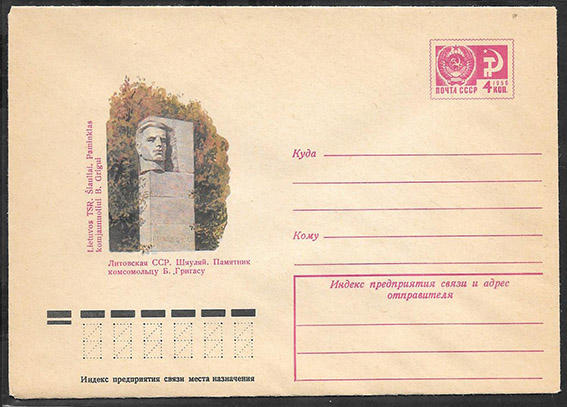 ПОЧТА СССР
1966
4 КОП.
Lietuvos TSR. Šiauliai. Paminklas
komjaunuoliui B. Grigui
Куда
Кому
Литовская ССР. Шяуляй. Памятник
комсомольцу Б. Григасу
Индекс предприятия связи и адрес
отправителя
Индекс предприятия связи места назначения